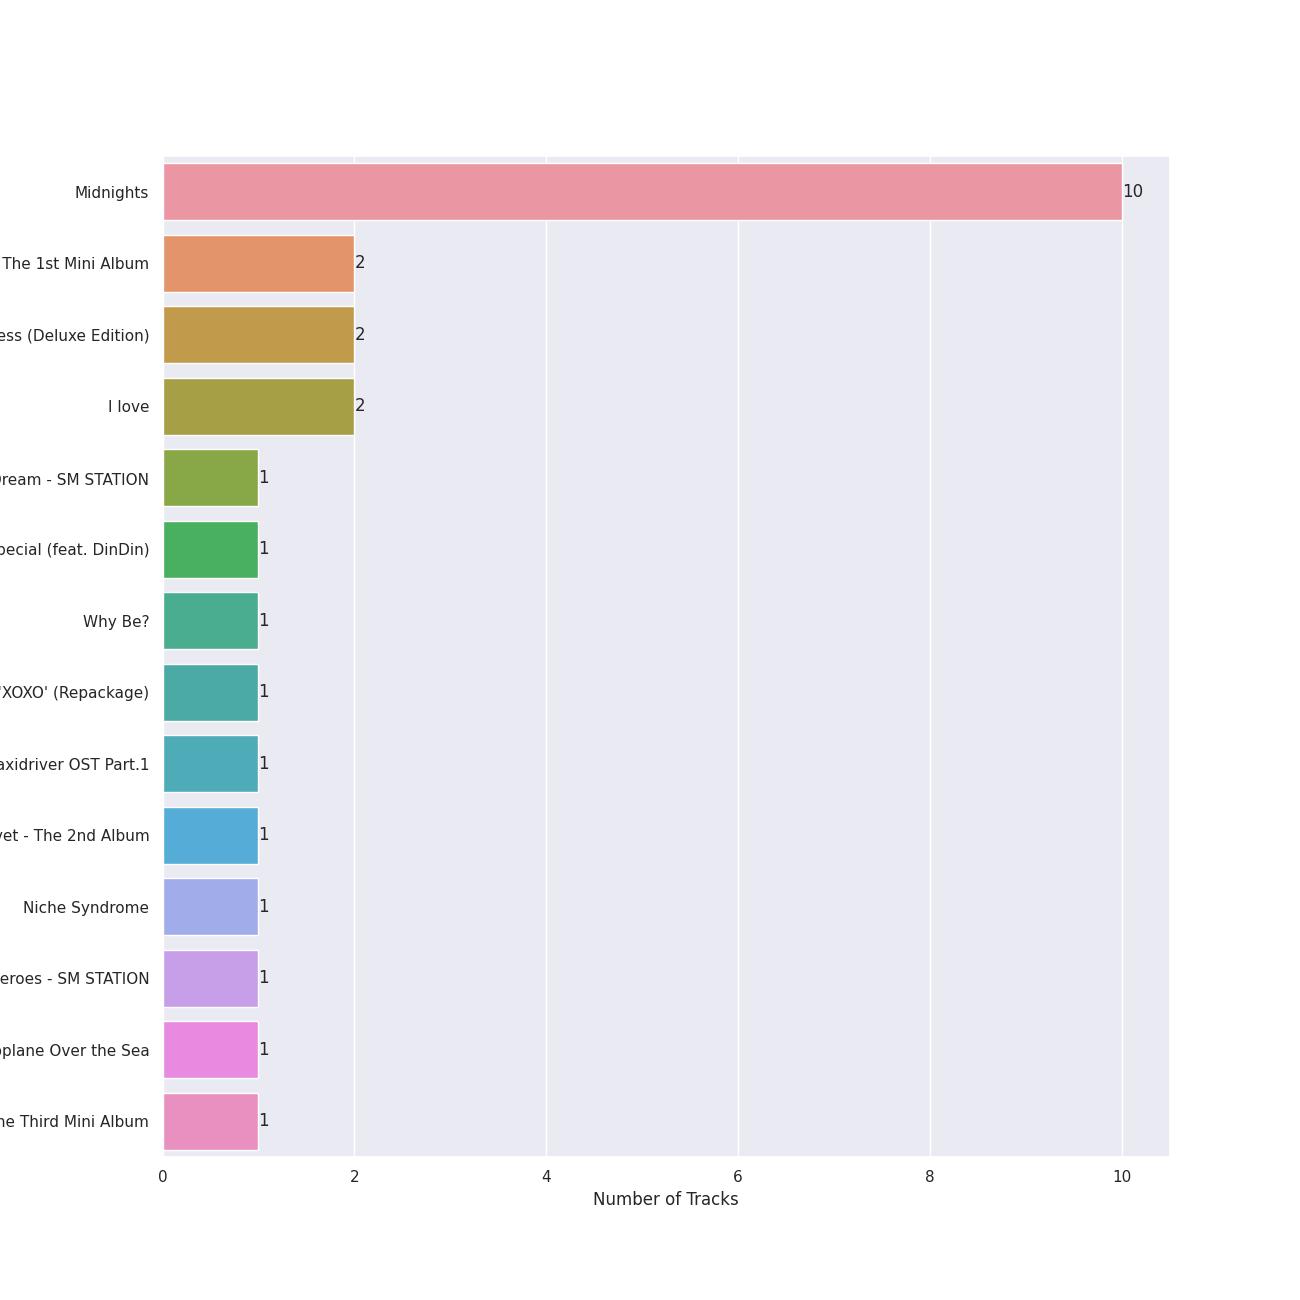 Midnights
10
The 1st Mini Album
2
ess (Deluxe Edition)
2
I love
2
Dream - SM STATION
1
pecial (feat. DinDin)
1
Why Be?
1
'XOXO' (Repackage)
1
axidriver OST Part.1
1
vet - The 2nd Album
1
Niche Syndrome
1
eroes - SM STATION
1
oplane Over the Sea
1
he Third Mini Album
1
0 2 4 6 8 10
Number of Tracks